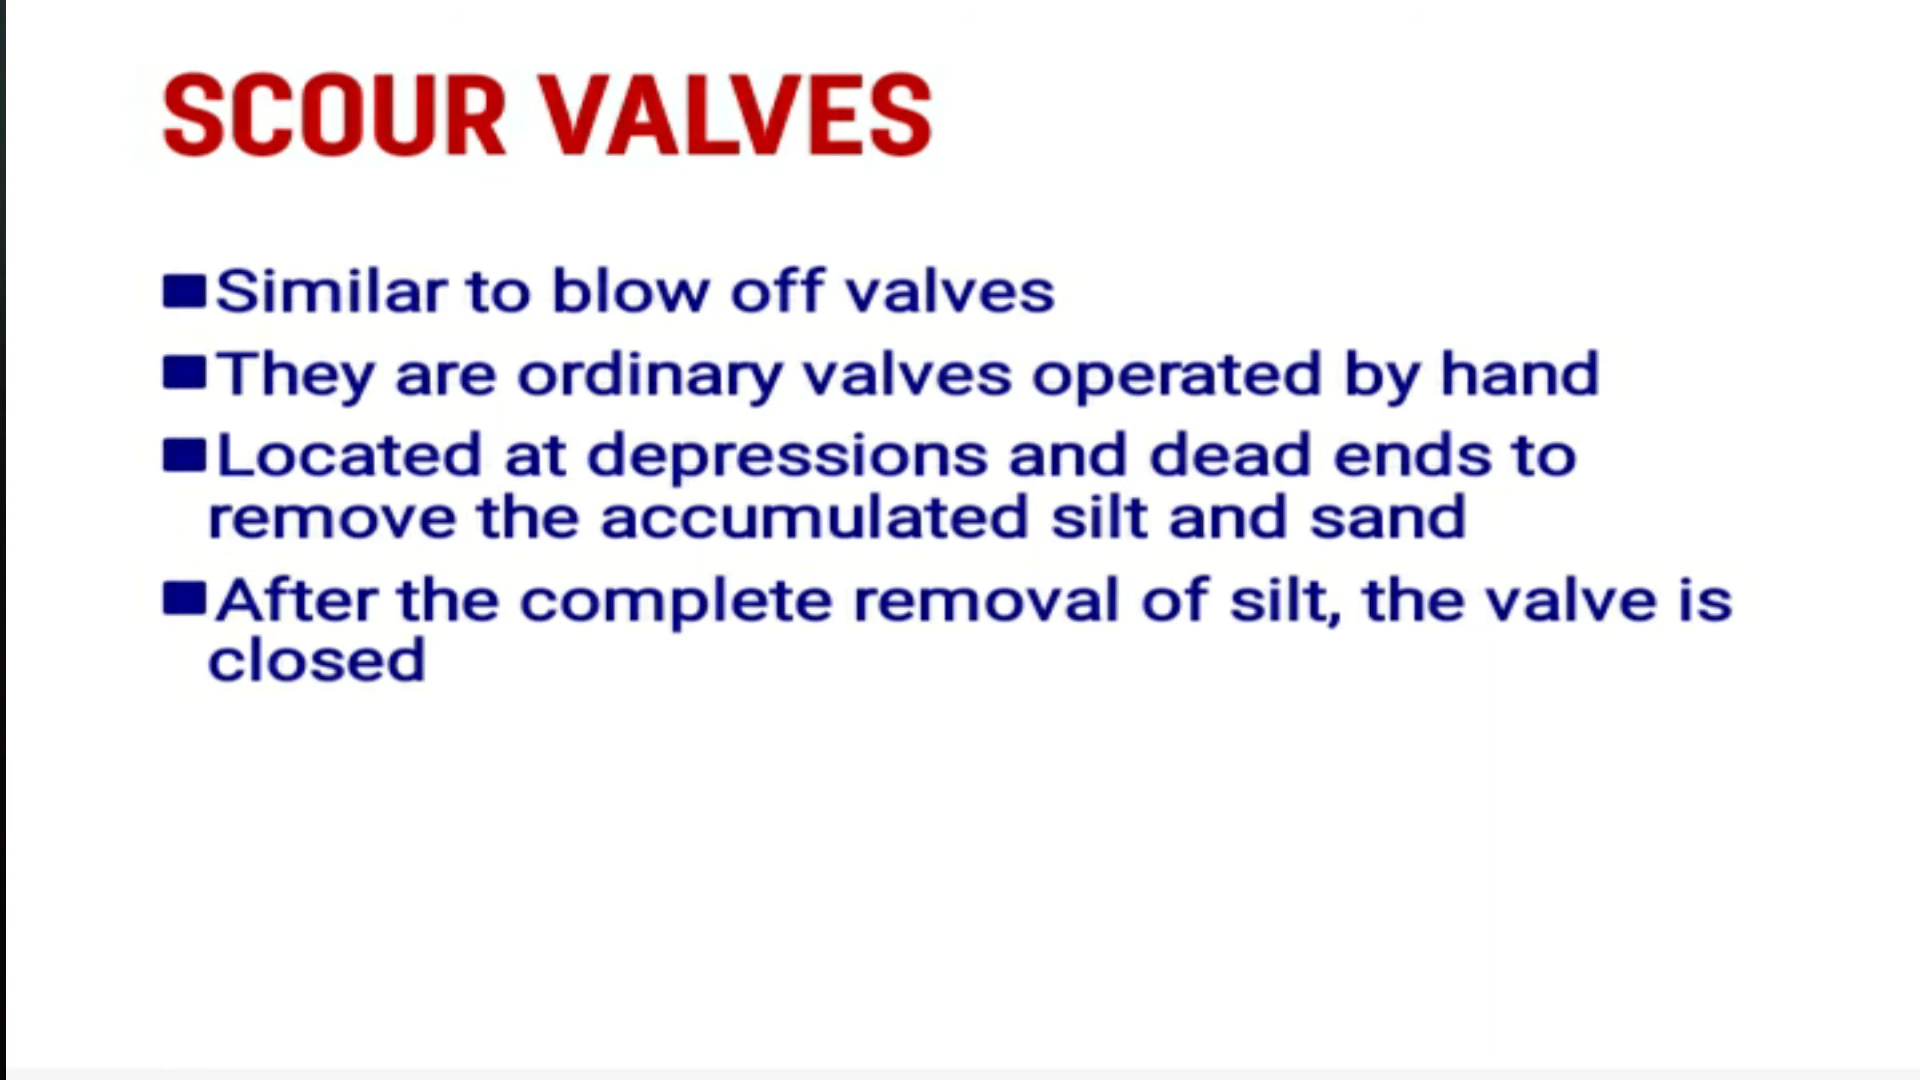 SCOUR VALVES
Similar to blow off valves
They are ordinary valves operated by hand
Located at depressions and dead ends to
remove the accumulated silt and sand
After the complete removal of silt, the valve is
closed